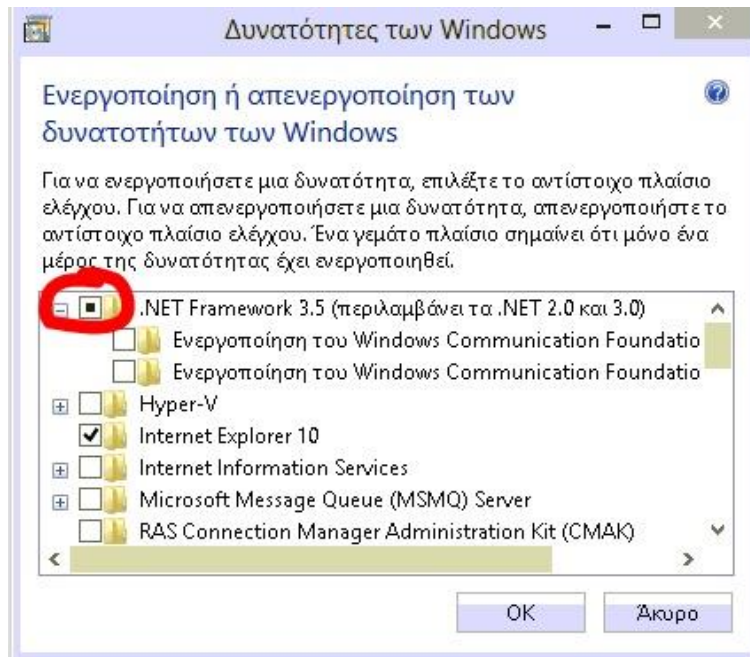 Δυνατότητες των Windows
Ενεργοποίηση ή απενεργοποίηση των
δυνατοτήτων των Windows
Για να ενεργοποιήσετε μια δυνατότητα, επιλέξτε το αντίστοιχο πλαίσιο
ελέγχου. Για να απενεργοποιήσετε μια δυνατότητα, απενεργοποιήστε το
αντίστοιχο πλαίσιο ελέγχου. Ένα γεμάτο πλαίσιο σημαίνει ότι μόνο ένα
μέρος της δυνατότητας έχει ενεργοποιηθεί.
.NET Framework 3.5 (περιλαμβάνει τα .NET 2.0 και 3.0)
Ενεργοποίηση του Windows Communication Foundatio
Ενεργοποίηση του Windows Communication Foundatio
Hyper-V
Internet Explorer 10
Internet Information Services
Microsoft Message Queue (MSMQ) Server
RAS Connection Manager Administration Kit (CMAK)
OK Άκυρο